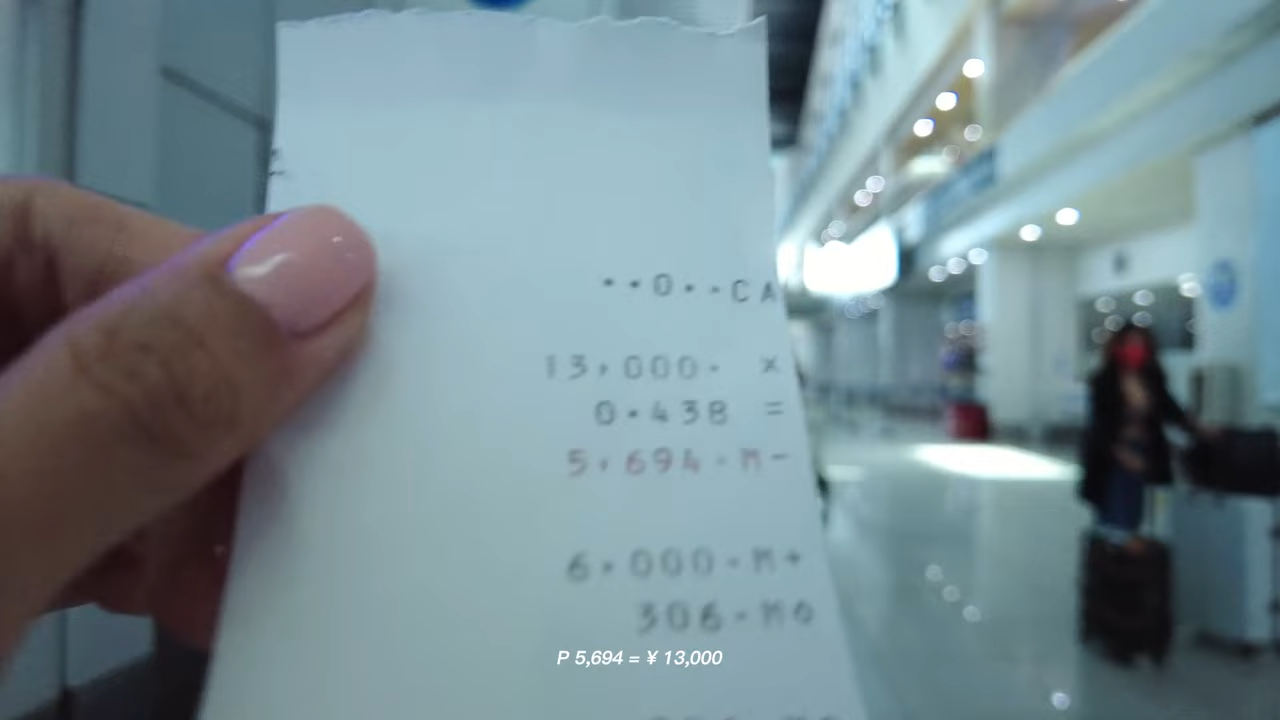 ··0··CA
13,000· ×
0·438 =
5,694·M-
6,000·M+
306·M◊
P 5,694 = ¥ 13,000